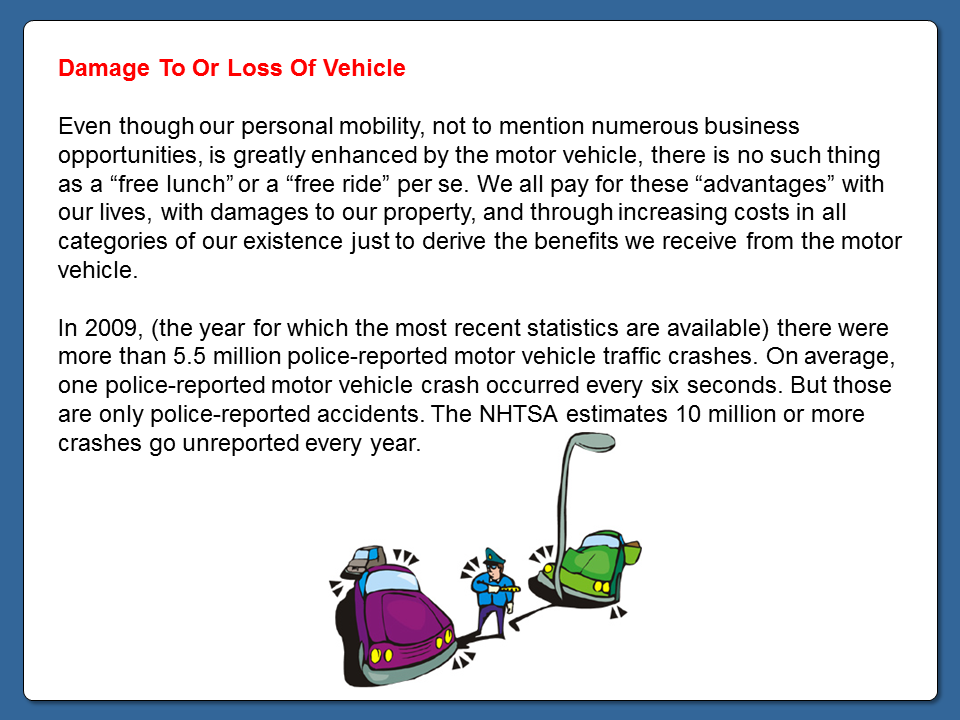 Damage To Or Loss Of Vehicle
Even though our personal mobility, not to mention numerous business
opportunities, is greatly enhanced by the motor vehicle, there is no such thing
as a “free lunch” or a “free ride” per se. We all pay for these “advantages” with
our lives, with damages to our property, and through increasing costs in all
categories of our existence just to derive the benefits we receive from the motor
vehicle.
In 2009, (the year for which the most recent statistics are available) there were
more than 5.5 million police-reported motor vehicle traffic crashes. On average,
one police-reported motor vehicle crash occurred every six seconds. But those
are only police-reported accidents. The NHTSA estimates 10 million or more
crashes go unreported every year.